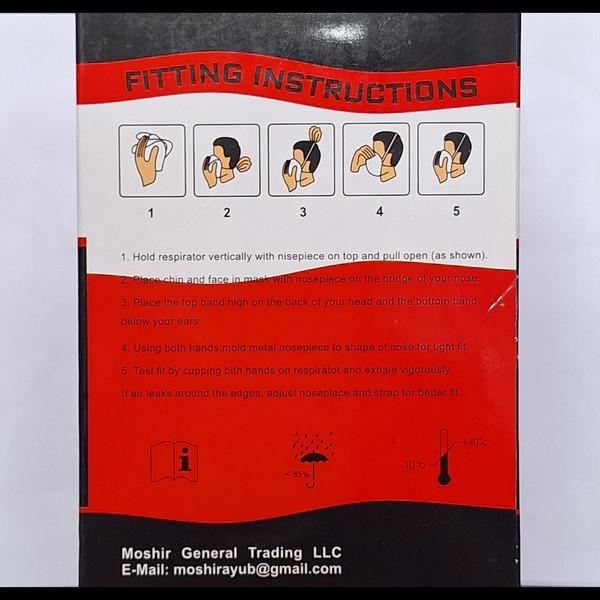 FITTING INSTRUCTIONS
1 2 3 4 5
1. Hold respirator vertically with nisepiece on top and pull open (as shown).
2. Place chin and face in mask with nosepiece on the bridge of your nose.
3. Place the top band high on the back of your head and the bottom band
below your ears.
4. Using both hands,mold metal nosepiece to shape of nose for tight fit.
5. Test fit by cupping bith hands on respiratot and exhale vigorously.
If air leaks around the edges, adjust nosepiece and strap for better fit.
i
< 85%
+40°c
-10°c
Moshir General Trading LLC
E-Mail: moshirayub@gmail.com